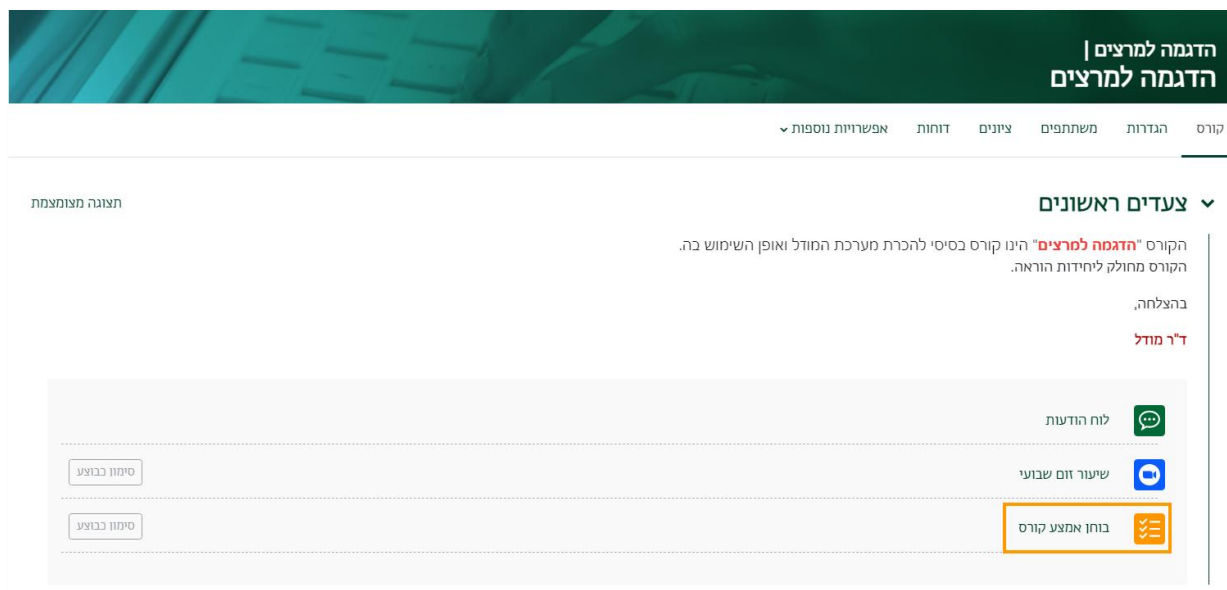 הדגמה למרצים |
הדגמה למרצים
קורס הגדרות משתתפים ציונים דוחות אפשרויות נוספות
צעדים ראשונים
תצוגה מצומצמת
הקורס "הדגמה למרצים" הינו קורס בסיסי להכרת מערכת המודל ואופן השימוש בה.
הקורס מחולק ליחידות הוראה.
בהצלחה,
ד"ר מודל
לוח הודעות
שיעור זום שבועי
סימון כבוצע
בוחן אמצע קורס
סימון כבוצע